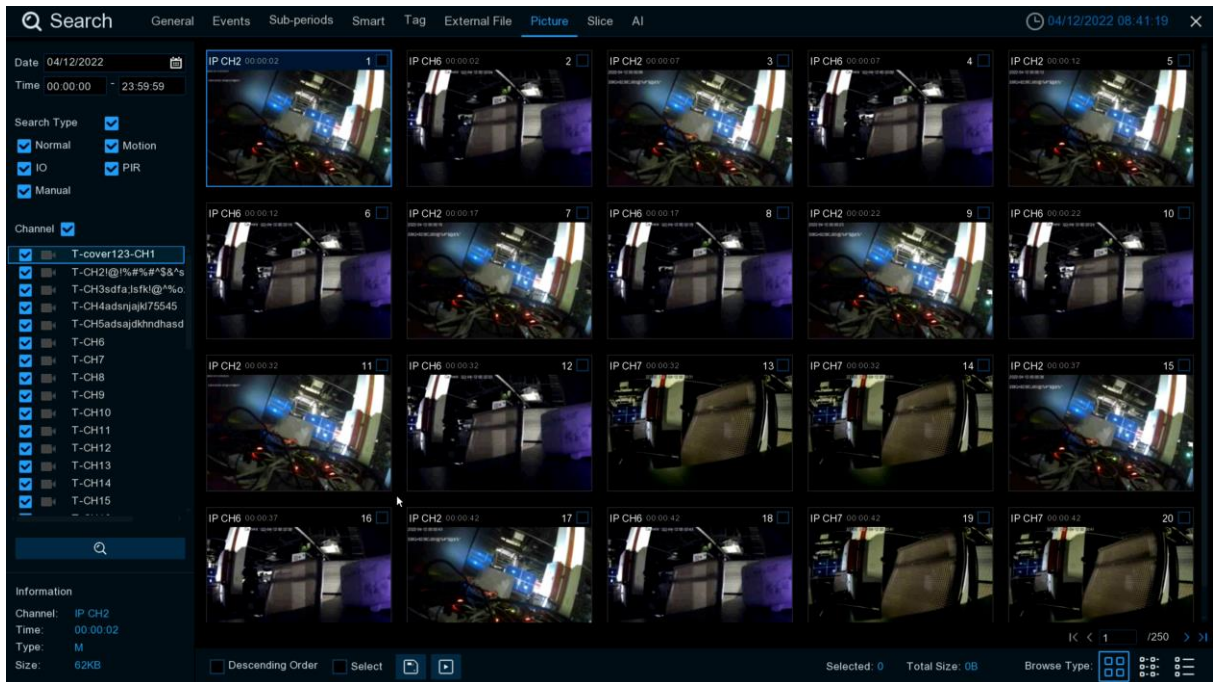 Search General Events Sub-periods Smart Tag External File Picture Slice AI 04/12/2022 08:41:19
Date 04/12/2022
Time 00:00:00 - 23:59:59
Search Type
Normal Motion
IO PIR
Manual
Channel
T-cover123-CH1
T-CH2!@!%#%#^$&^s
T-CH3sdfa;lsfk!@^%o
T-CH4adsnjajkl75545
T-CH5adsajdkhndhasd
T-CH6
T-CH7
T-CH8
T-CH9
T-CH10
T-CH11
T-CH12
T-CH13
T-CH14
T-CH15
Information
Channel: IP CH2
Time: 00:00:02
Type: M
Size: 62KB
IP CH2 00:00:02 1
IP CH6 00:00:02 2
IP CH2 00:00:07 3
IP CH6 00:00:07 4
IP CH2 00:00:12 5
IP CH6 00:00:12 6
IP CH2 00:00:17 7
IP CH6 00:00:17 8
IP CH2 00:00:22 9
IP CH6 00:00:22 10
IP CH2 00:00:32 11
IP CH6 00:00:32 12
IP CH7 00:00:32 13
IP CH7 00:00:32 14
IP CH2 00:00:37 15
IP CH6 00:00:37 16
IP CH2 00:00:42 17
IP CH6 00:00:42 18
IP CH7 00:00:42 19
IP CH7 00:00:42 20
1 /250
Descending Order Select Selected: 0 Total Size: 0B Browse Type: